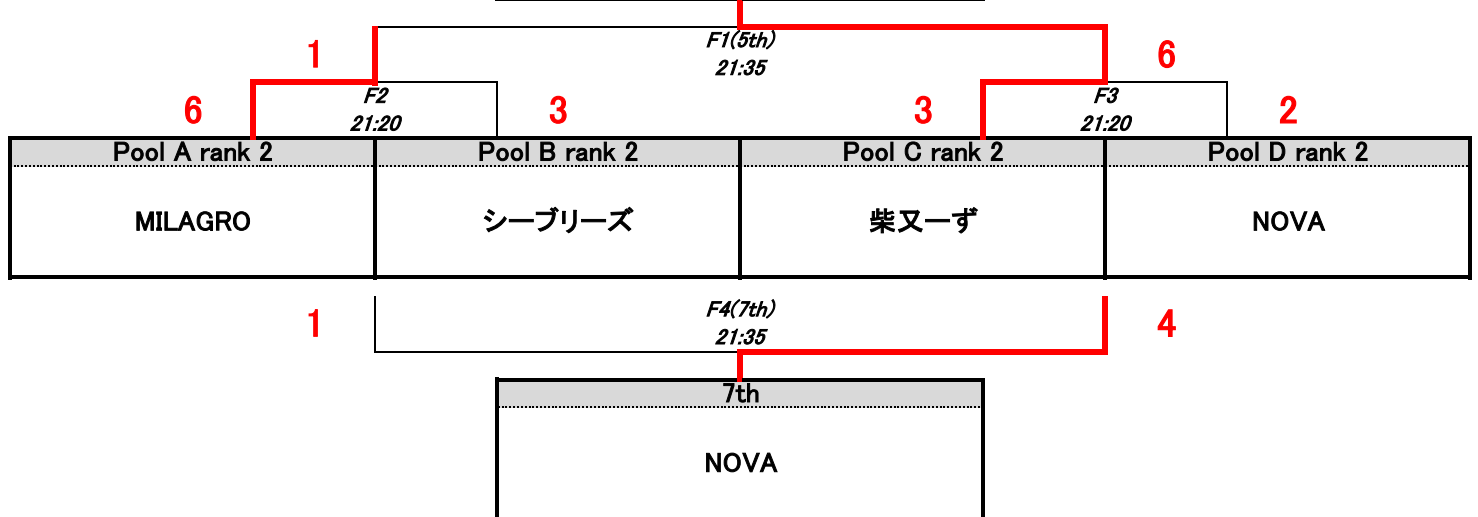 F1(5th)
1 6
21:35
F2 F3
6 3 3 2
21:20 21:20
Pool A rank 2 Pool B rank 2 Pool C rank 2 Pool D rank 2
MILAGRO シーブリーズ 柴又一ず NOVA
F4(7th)
1 4
21:35
7th
NOVA